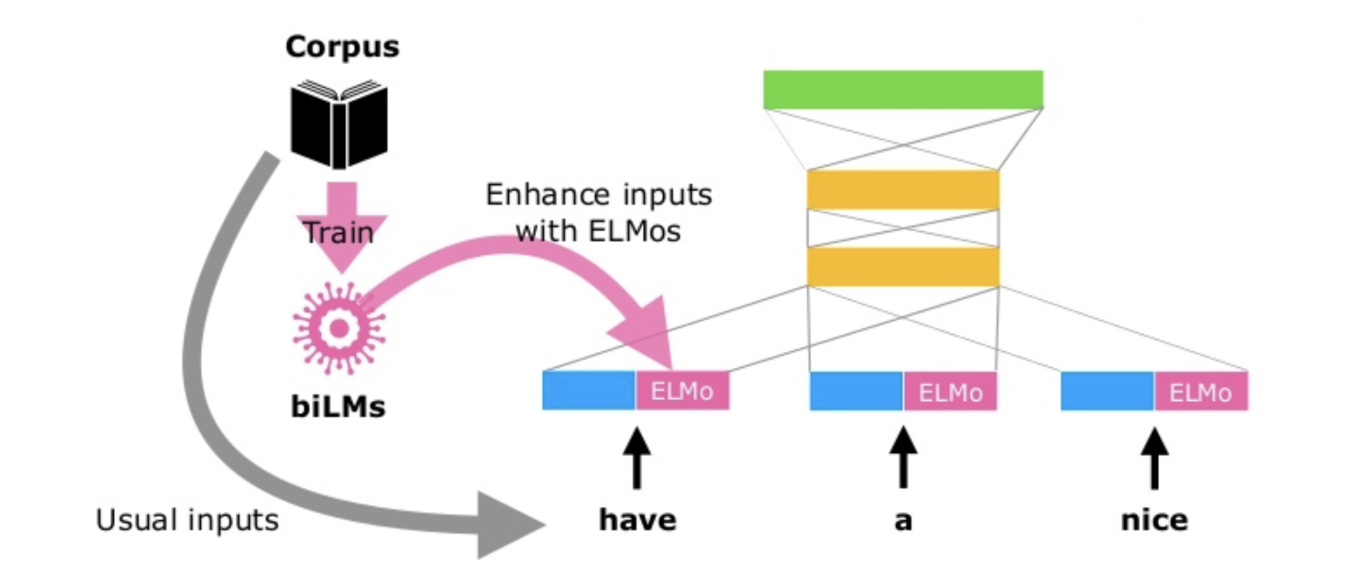 Corpus
Train
biLMs
Usual inputs
Enhance inputs
with ELMos
ELMo
ELMo
ELMo
have
a
nice